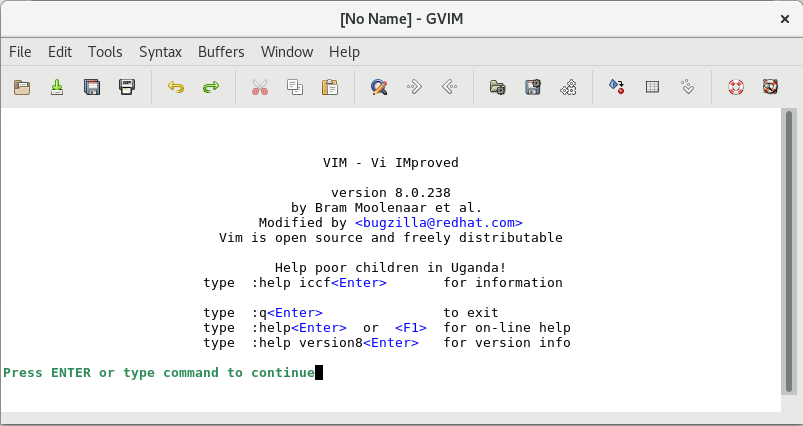 [No Name] - GVIM
File Edit Tools Syntax Buffers Window Help
VIM - Vi IMproved
version 8.0.238
by Bram Moolenaar et al.
Modified by <bugzilla@redhat.com>
Vim is open source and freely distributable
Help poor children in Uganda!
type :help iccf<Enter> for information
type :q<Enter> to exit
type :help<Enter> or <F1> for on-line help
type :help version8<Enter> for version info
Press ENTER or type command to continue